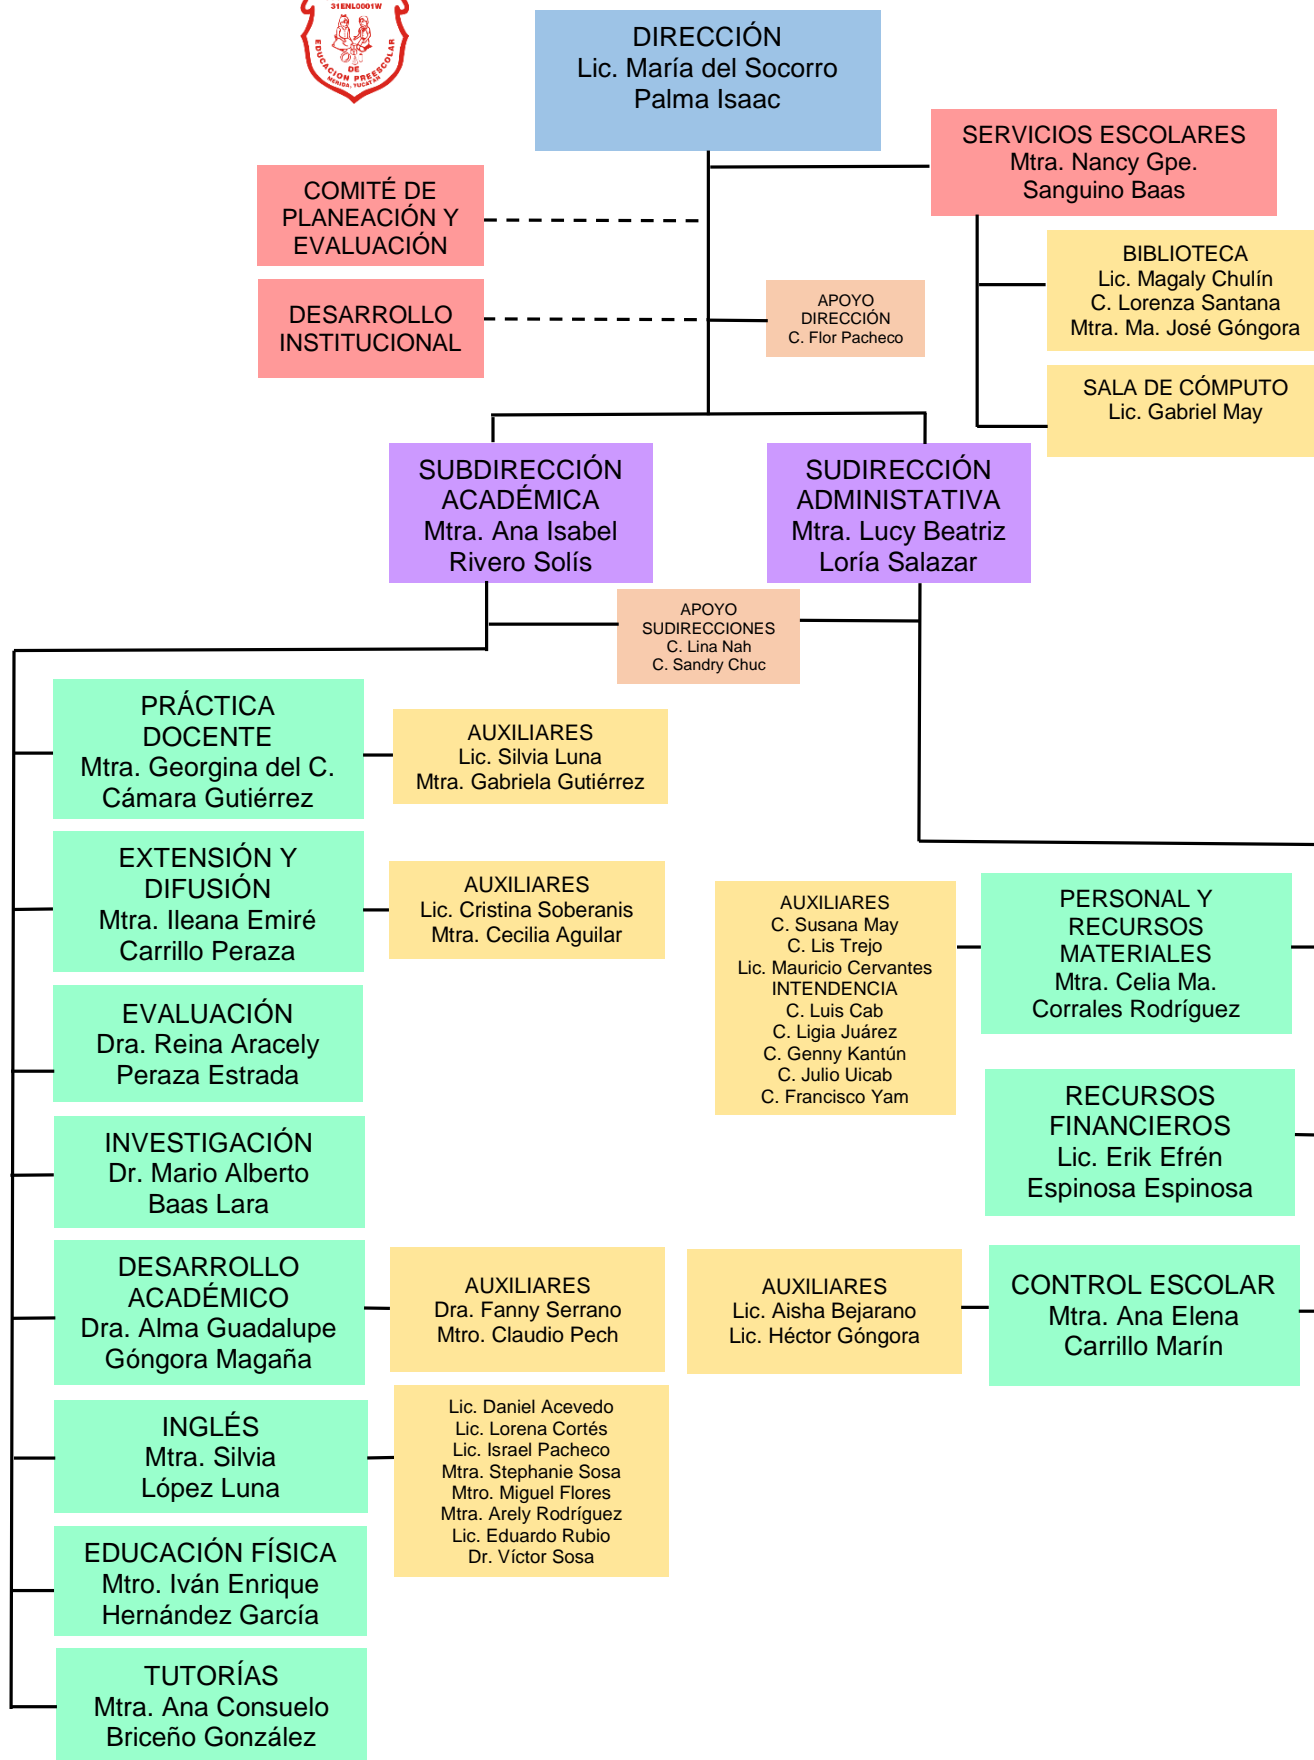 31ENL0001W
EDUCACION PREESCOLAR
DE
MERIDA, YUCATAN
DIRECCIÓN
Lic. María del Socorro
Palma Isaac
SERVICIOS ESCOLARES
Mtra. Nancy Gpe.
Sanguino Baas
COMITÉ DE
PLANEACIÓN Y
EVALUACIÓN
BIBLIOTECA
Lic. Magaly Chulín
C. Lorenza Santana
Mtra. Ma. José Góngora
DESARROLLO
INSTITUCIONAL
APOYO
DIRECCIÓN
C. Flor Pacheco
SALA DE CÓMPUTO
Lic. Gabriel May
SUBDIRECCIÓN
ACADÉMICA
Mtra. Ana Isabel
Rivero Solís
SUDIRECCIÓN
ADMINISTATIVA
Mtra. Lucy Beatriz
Loría Salazar
APOYO
SUDIRECCIONES
C. Lina Nah
C. Sandry Chuc
PRÁCTICA
DOCENTE
Mtra. Georgina del C.
Cámara Gutiérrez
AUXILIARES
Lic. Silvia Luna
Mtra. Gabriela Gutiérrez
EXTENSIÓN Y
DIFUSIÓN
Mtra. Ileana Emiré
Carrillo Peraza
AUXILIARES
Lic. Cristina Soberanis
Mtra. Cecilia Aguilar
AUXILIARES
C. Susana May
C. Lis Trejo
Lic. Mauricio Cervantes
INTENDENCIA
C. Luis Cab
C. Ligia Juárez
C. Genny Kantún
C. Julio Uicab
C. Francisco Yam
PERSONAL Y
RECURSOS
MATERIALES
Mtra. Celia Ma.
Corrales Rodríguez
EVALUACIÓN
Dra. Reina Aracely
Peraza Estrada
RECURSOS
FINANCIEROS
Lic. Erik Efrén
Espinosa Espinosa
INVESTIGACIÓN
Dr. Mario Alberto
Baas Lara
DESARROLLO
ACADÉMICO
Dra. Alma Guadalupe
Góngora Magaña
AUXILIARES
Dra. Fanny Serrano
Mtro. Claudio Pech
AUXILIARES
Lic. Aisha Bejarano
Lic. Héctor Góngora
CONTROL ESCOLAR
Mtra. Ana Elena
Carrillo Marín
INGLÉS
Mtra. Silvia
López Luna
Lic. Daniel Acevedo
Lic. Lorena Cortés
Lic. Israel Pacheco
Mtra. Stephanie Sosa
Mtro. Miguel Flores
Mtra. Arely Rodríguez
Lic. Eduardo Rubio
Dr. Víctor Sosa
EDUCACIÓN FÍSICA
Mtro. Iván Enrique
Hernández García
TUTORÍAS
Mtra. Ana Consuelo
Briceño González